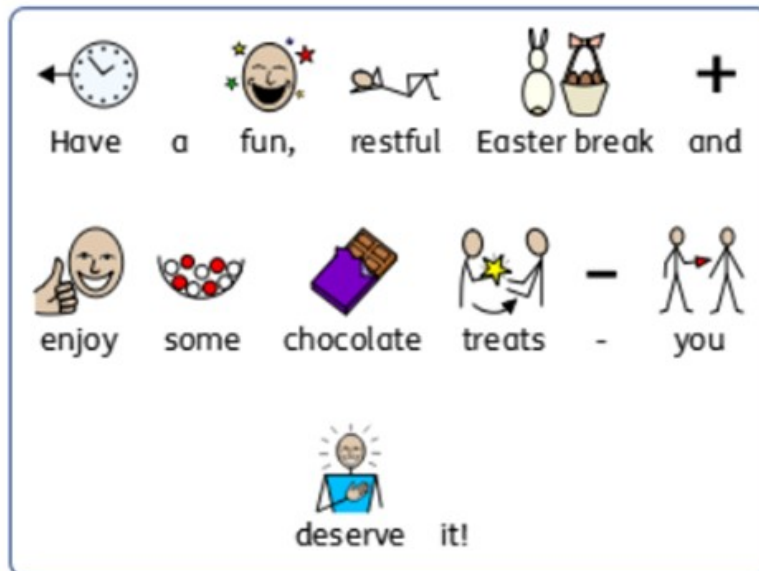 Have a fun, restful Easter break and
enjoy some chocolate treats - you
deserve it!